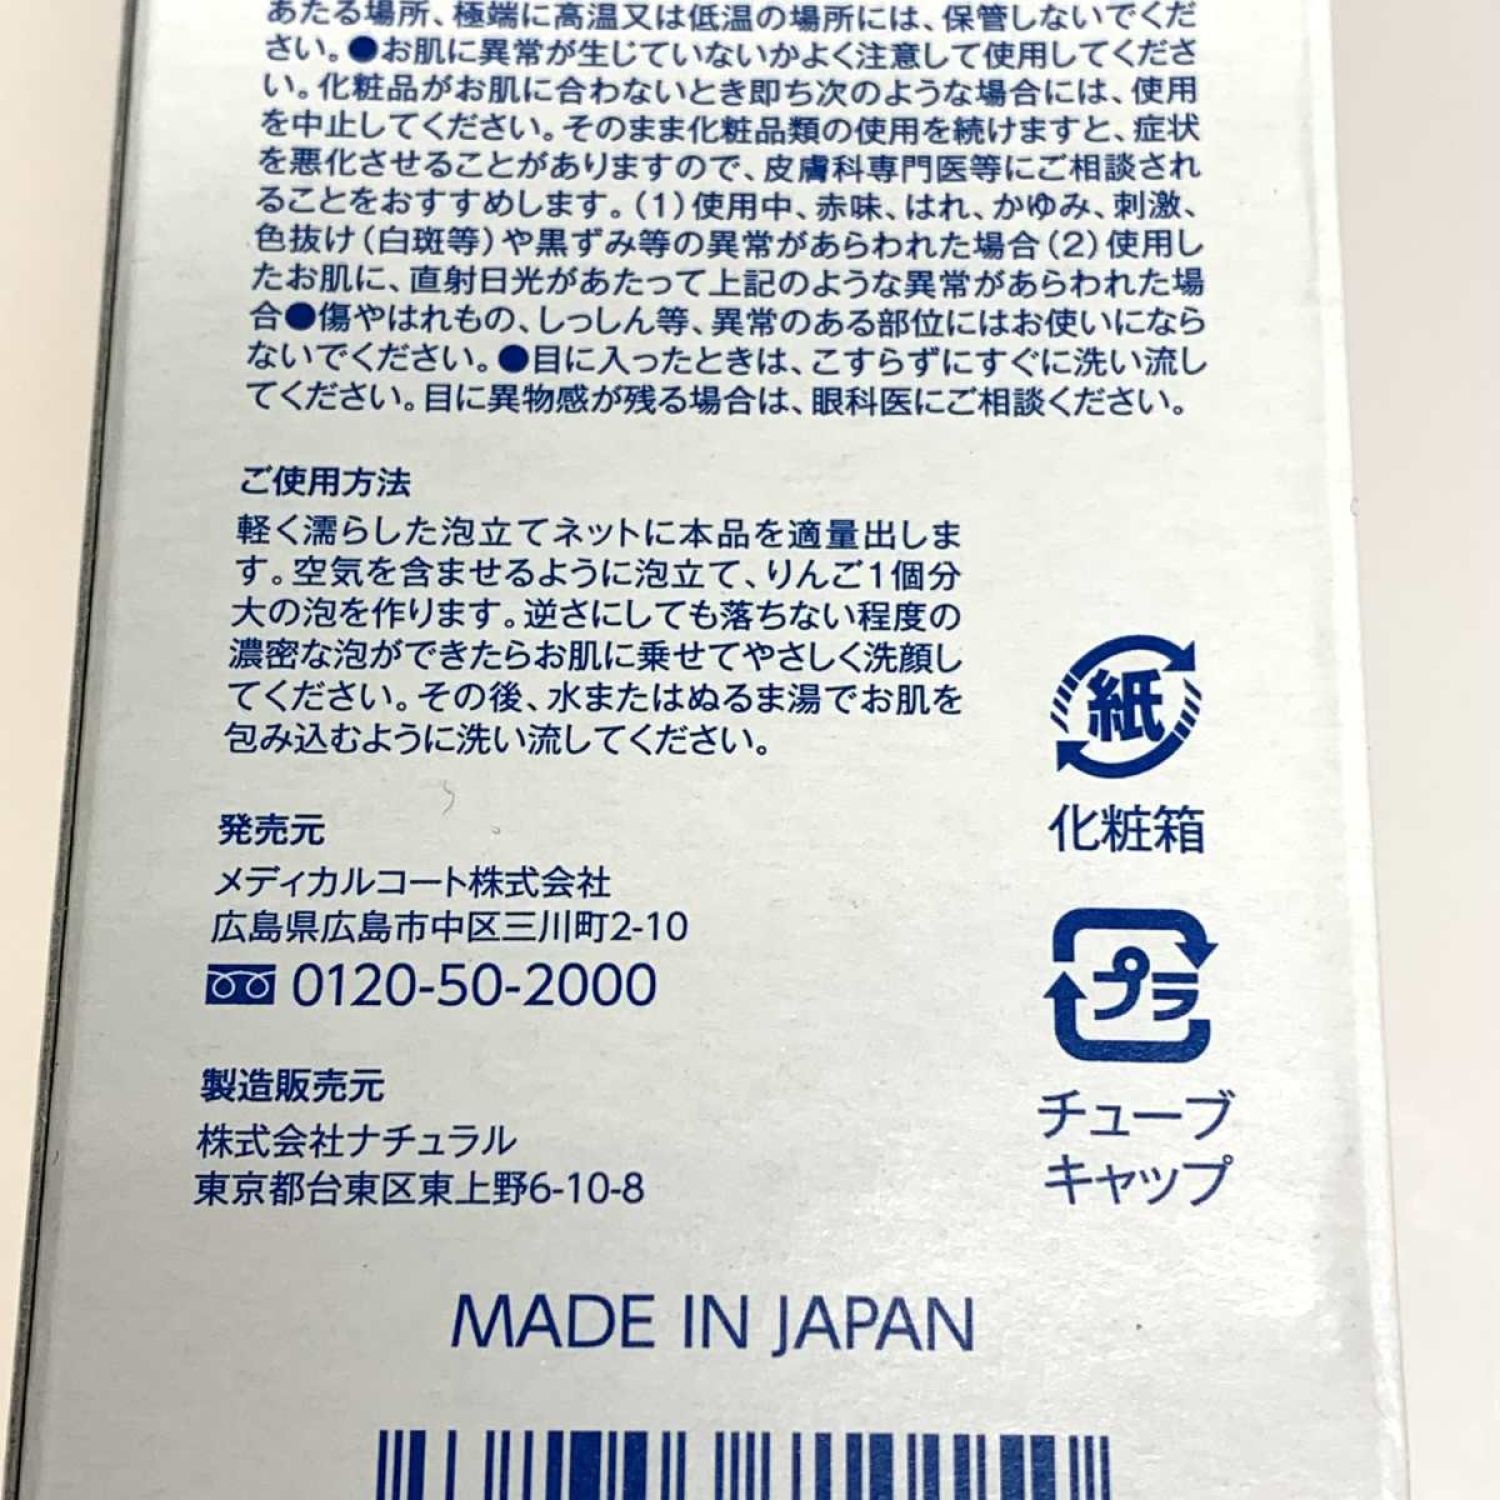 あたる場所、極端に高温又は低温の場所には、保管しないでくだ
さい。●お肌に異常が生じていないかよく注意して使用してくださ
い。化粧品がお肌に合わないとき即ち次のような場合には、使用
を中止してください。そのまま化粧品類の使用を続けますと、症状
を悪化させることがありますので、皮膚科専門医等にご相談され
ることをおすすめします。(1)使用中、赤味、はれ、かゆみ、刺激、
色抜け(白斑等)や黒ずみ等の異常があらわれた場合(2)使用し
たお肌に、直射日光があたって上記のような異常があらわれた場
合●傷やはれもの、しっしん等、異常のある部位にはお使いになら
ないでください。●目に入ったときは、こすらずにすぐに洗い流し
てください。目に異物感が残る場合は、眼科医にご相談ください。
ご使用方法
軽く濡らした泡立てネットに本品を適量出しま
す。空気を含ませるように泡立て、りんご1個分
大の泡を作ります。逆さにしても落ちない程度の
濃密な泡ができたらお肌に乗せてやさしく洗顔し
てください。その後、水またはぬるま湯でお肌を
包み込むように洗い流してください。
紙
化粧箱
プラ
チューブ
キャップ
発売元
メディカルコート株式会社
広島県広島市中区三川町2-10
0120-50-2000
製造販売元
株式会社ナチュラル
東京都台東区東上野6-10-8
MADE IN JAPAN